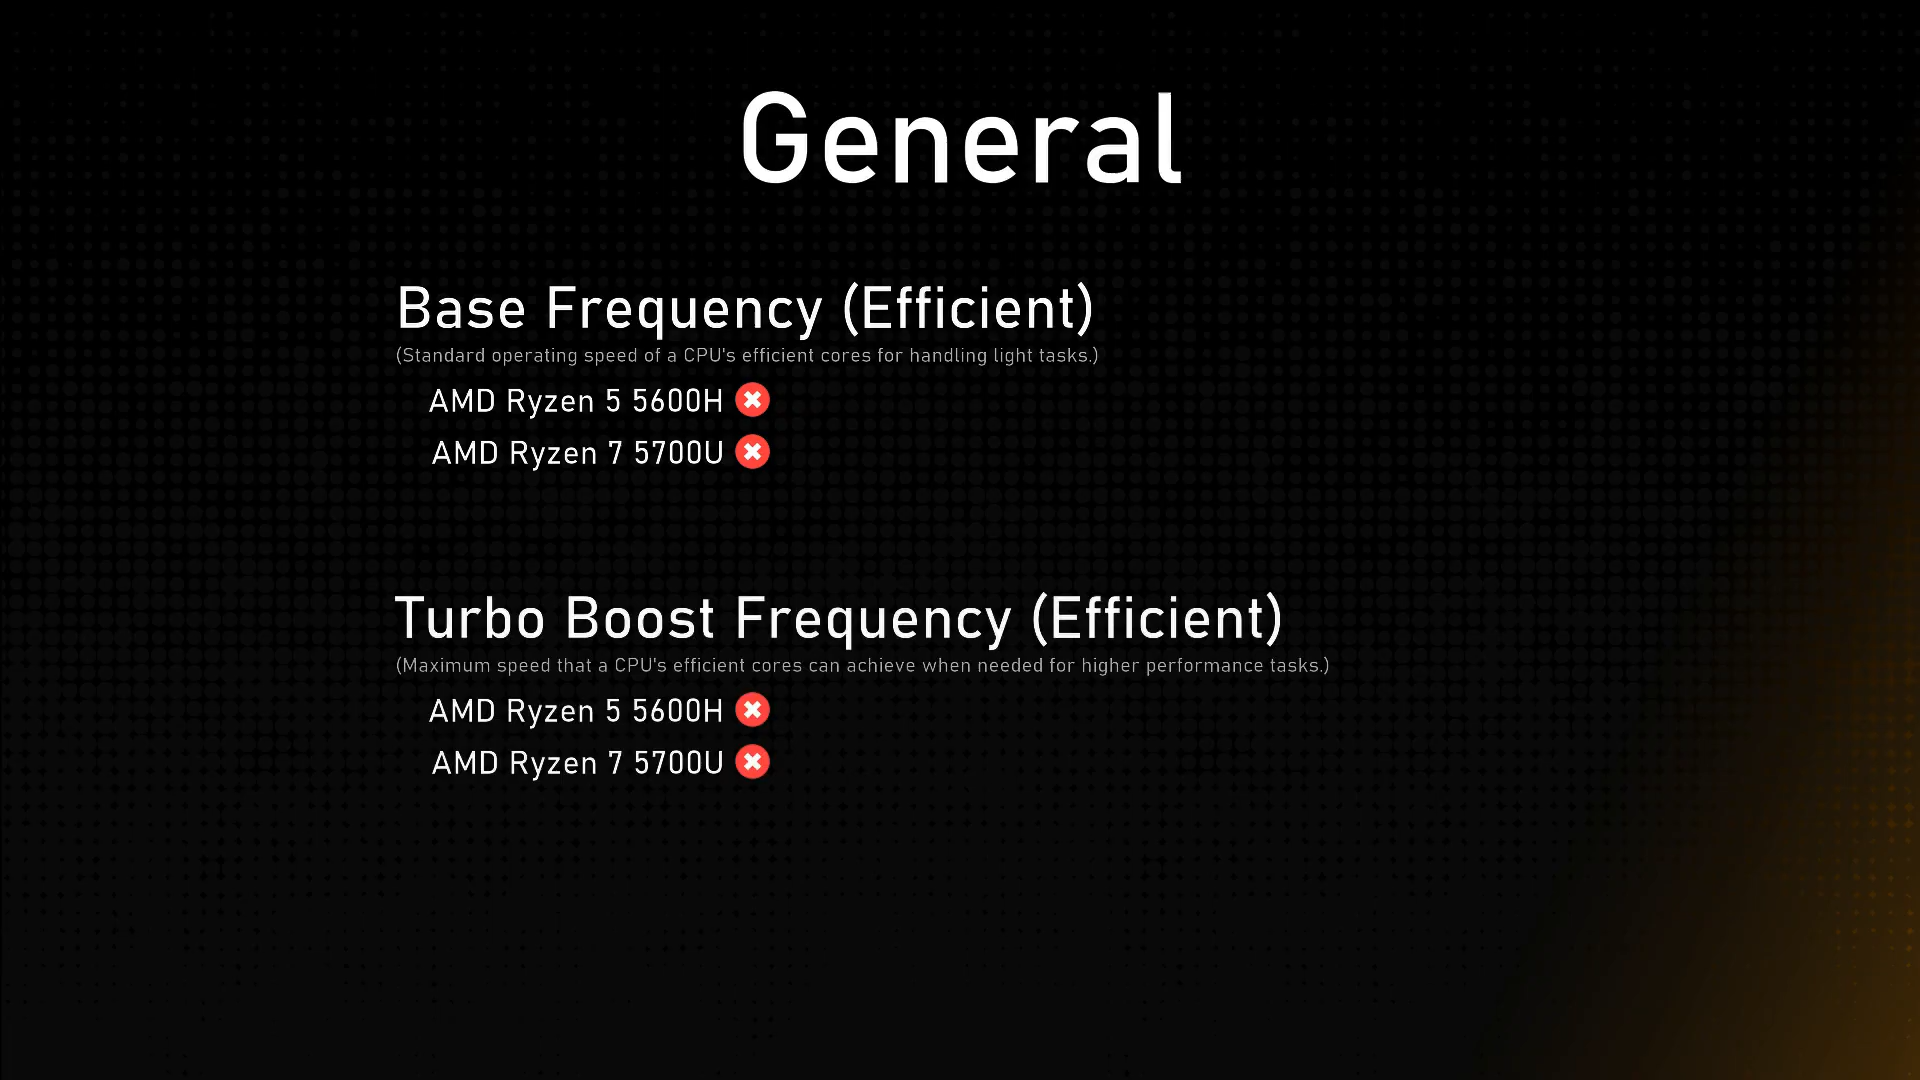 General
Base Frequency (Efficient)
(Standard operating speed of a CPU's efficient cores for handling light tasks.)
AMD Ryzen 5 5600H
AMD Ryzen 7 5700U
Turbo Boost Frequency (Efficient)
(Maximum speed that a CPU's efficient cores can achieve when needed for higher performance tasks.)
AMD Ryzen 5 5600H
AMD Ryzen 7 5700U